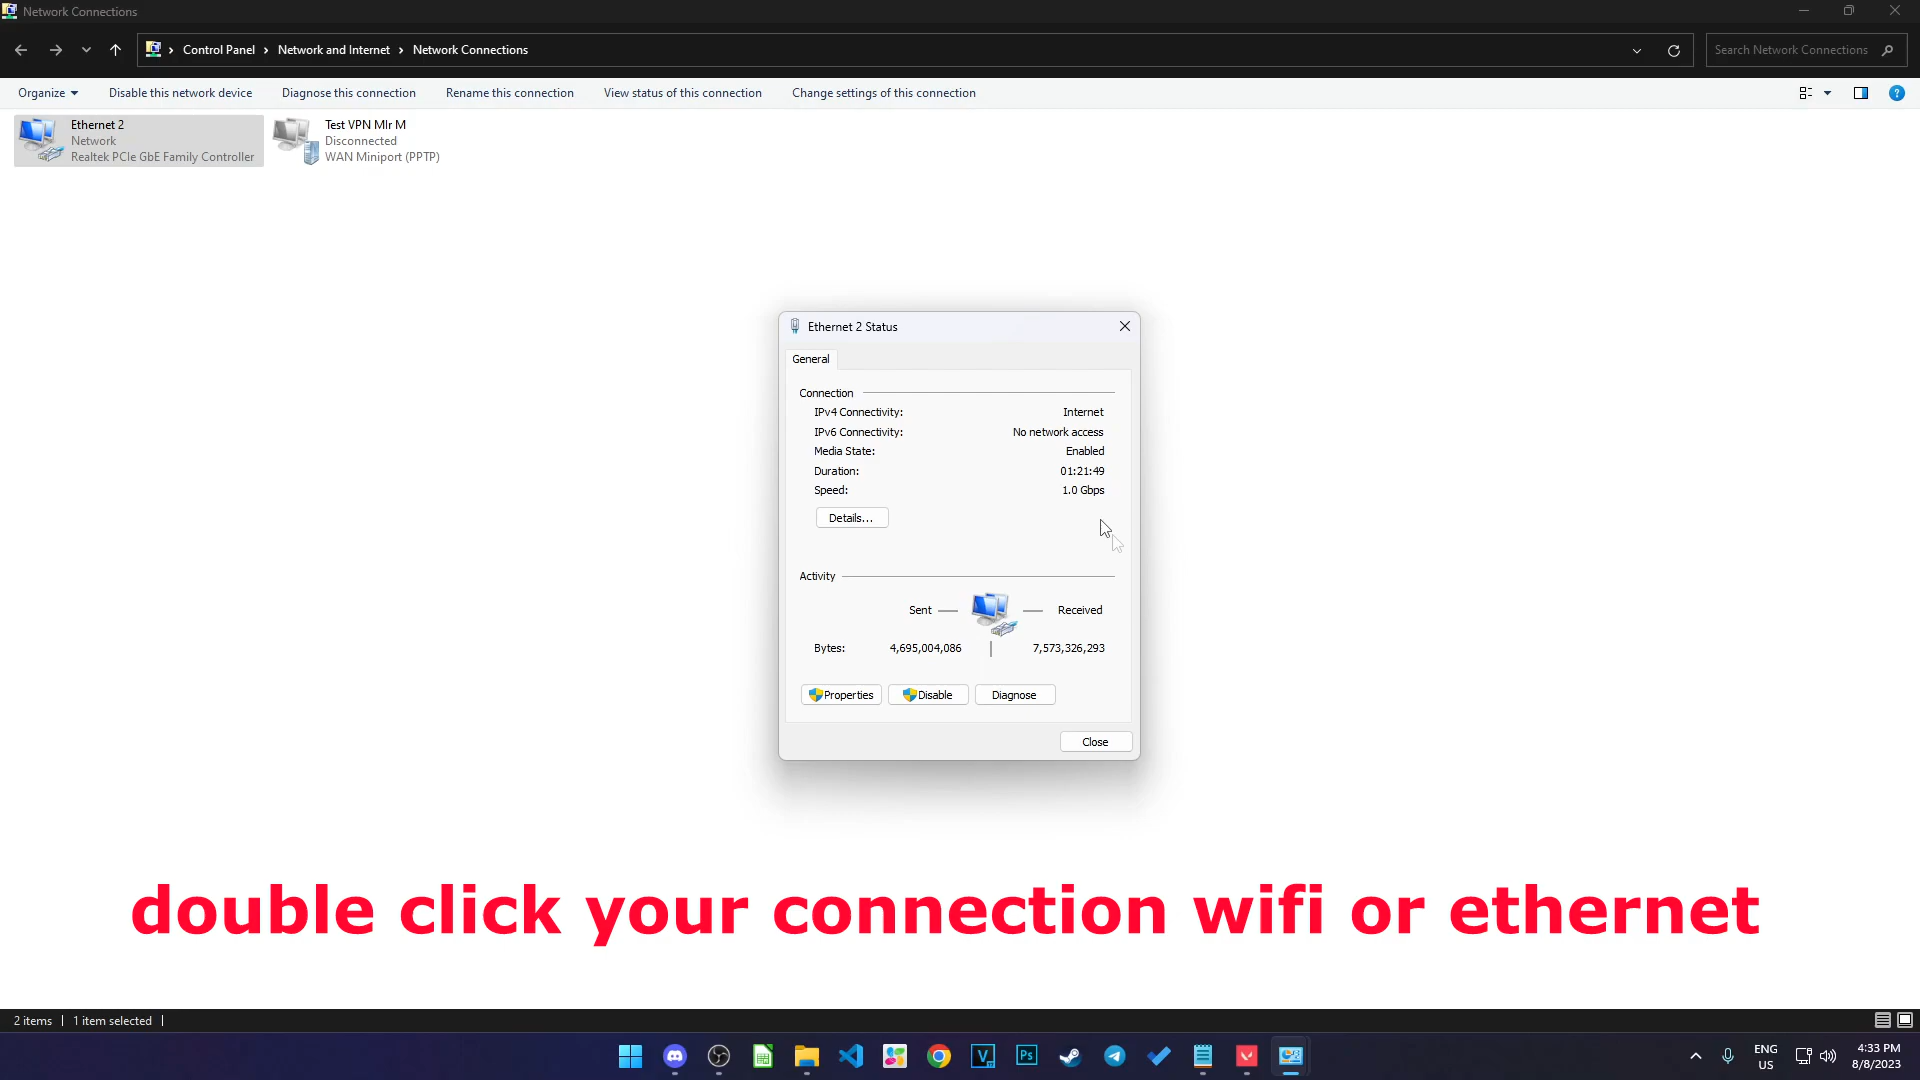 Network Connections
Control Panel > Network and Internet > Network Connections
Search Network Connections
Organize Disable this network device Diagnose this connection Rename this connection View status of this connection Change settings of this connection
Ethernet 2
Network
Realtek PCIe GbE Family Controller
Test VPN Mlr M
Disconnected
WAN Miniport (PPTP)
Ethernet 2 Status
General
Connection
IPv4 Connectivity: Internet
IPv6 Connectivity: No network access
Media State: Enabled
Duration: 01:21:49
Speed: 1.0 Gbps
Details...
Activity
Sent — — Received
Bytes: 4,695,004,086 | 7,573,326,293
Properties Disable Diagnose
Close
double click your connection wifi or ethernet
2 items | 1 item selected |
V
Ps
ENG
US
4:33 PM
8/8/2023